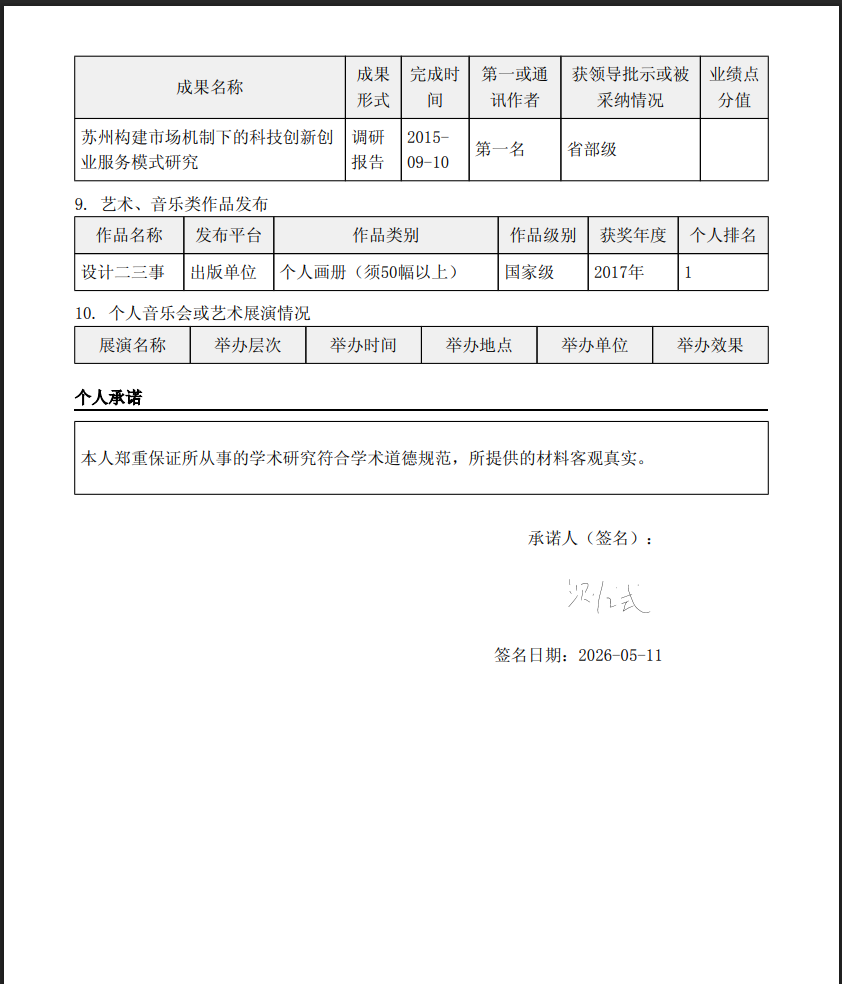 成果名称 成果形式 完成时间 第一或通讯作者 获领导批示或被采纳情况 业绩点分值
苏州构建市场机制下的科技创新创业服务模式研究 调研报告 2015-09-10 第一名 省部级
9. 艺术、音乐类作品发布
作品名称 发布平台 作品类别 作品级别 获奖年度 个人排名
设计二三事 出版单位 个人画册（须50幅以上） 国家级 2017年 1
10. 个人音乐会或艺术展演情况
展演名称 举办层次 举办时间 举办地点 举办单位 举办效果
个人承诺
本人郑重保证所从事的学术研究符合学术道德规范，所提供的材料客观真实。
承诺人（签名）：
测试
签名日期：2026-05-11